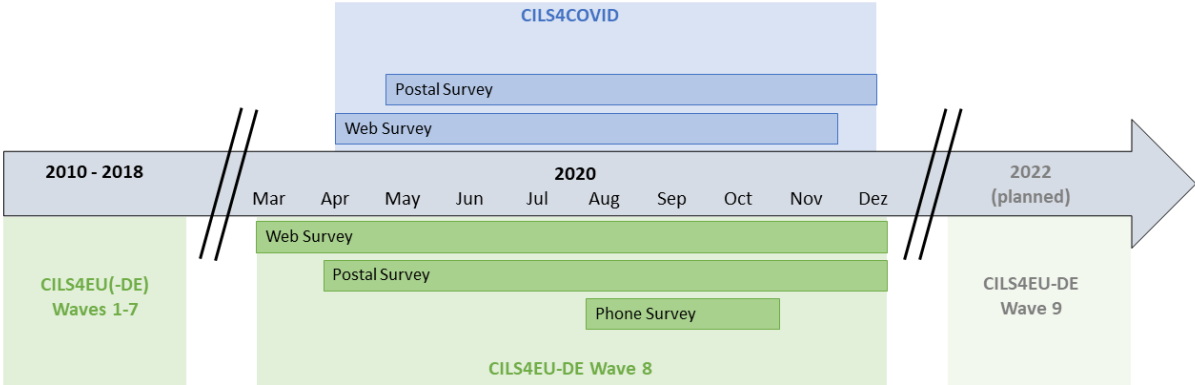 CILS4COVID
Postal Survey
Web Survey
2010 - 2018
2020
2022
(planned)
Mar Apr May Jun Jul Aug Sep Oct Nov Dez
Web Survey
Postal Survey
Phone Survey
CILS4EU(-DE)
Waves 1-7
CILS4EU-DE
Wave 9
CILS4EU-DE Wave 8